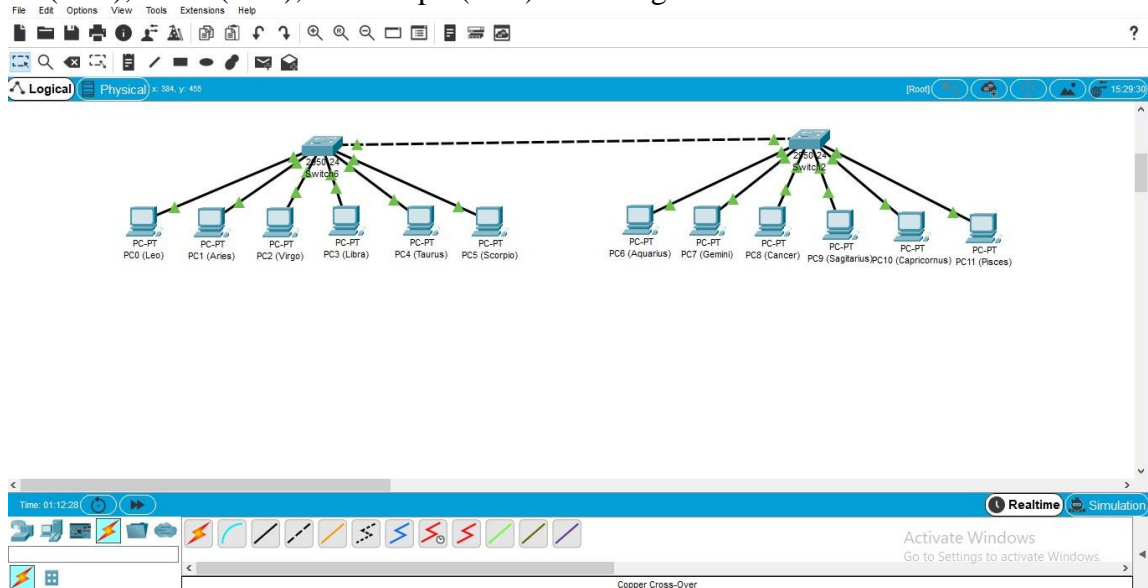 File Edit Options View Tools Extensions Help
?
Logical Physical x: 384, y: 455 [Root] 15:29:30
2950-24
Switch6
2950-24
Switch2
PC-PT
PC0 (Leo)
PC-PT
PC1 (Aries)
PC-PT
PC2 (Virgo)
PC-PT
PC3 (Libra)
PC-PT
PC4 (Taurus)
PC-PT
PC5 (Scorpio)
PC-PT
PC6 (Aquarius)
PC-PT
PC7 (Gemini)
PC-PT
PC8 (Cancer)
PC-PT
PC9 (Sagitarius)
PC-PT
PC10 (Capricornus)
PC-PT
PC11 (Pisces)
Time: 01:12:28 Realtime Simulation
Activate Windows
Go to Settings to activate Windows.
Copper Cross-Over